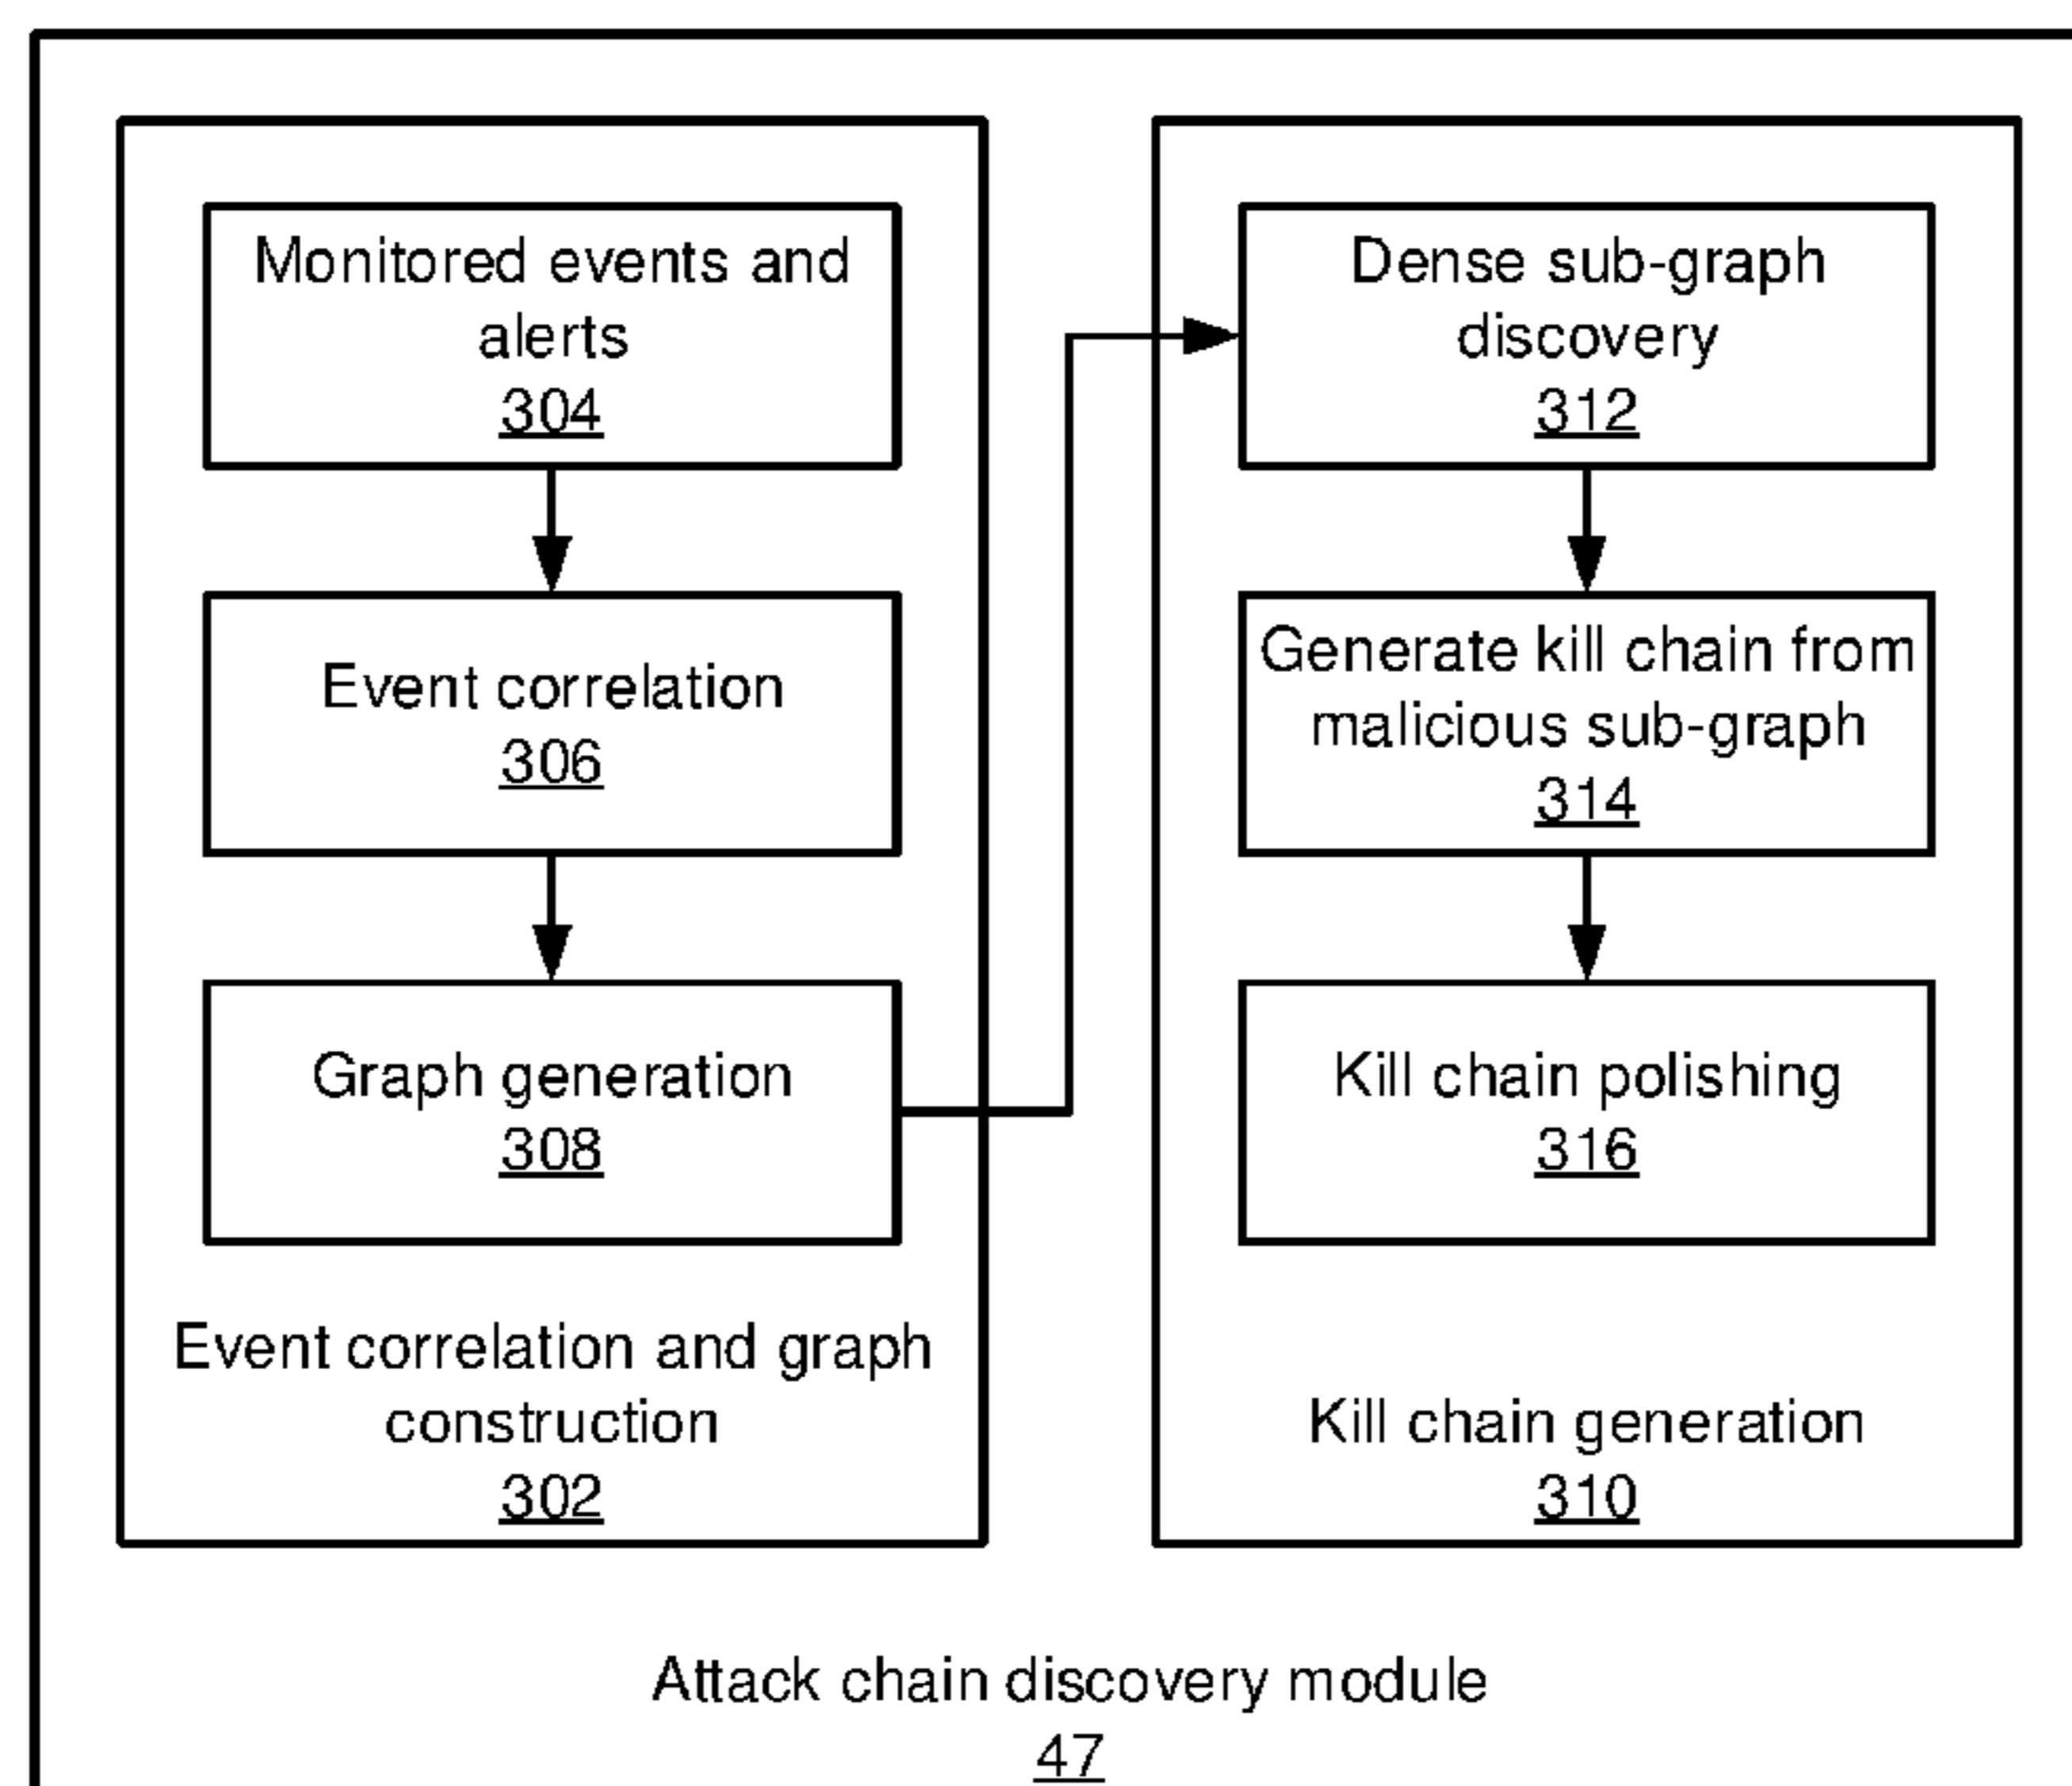 Monitored events and
alerts
304
Event correlation
306
Graph generation
308
Event correlation and graph
construction
302
Dense sub-graph
discovery
312
Generate kill chain from
malicious sub-graph
314
Kill chain polishing
316
Kill chain generation
310
Attack chain discovery module
47